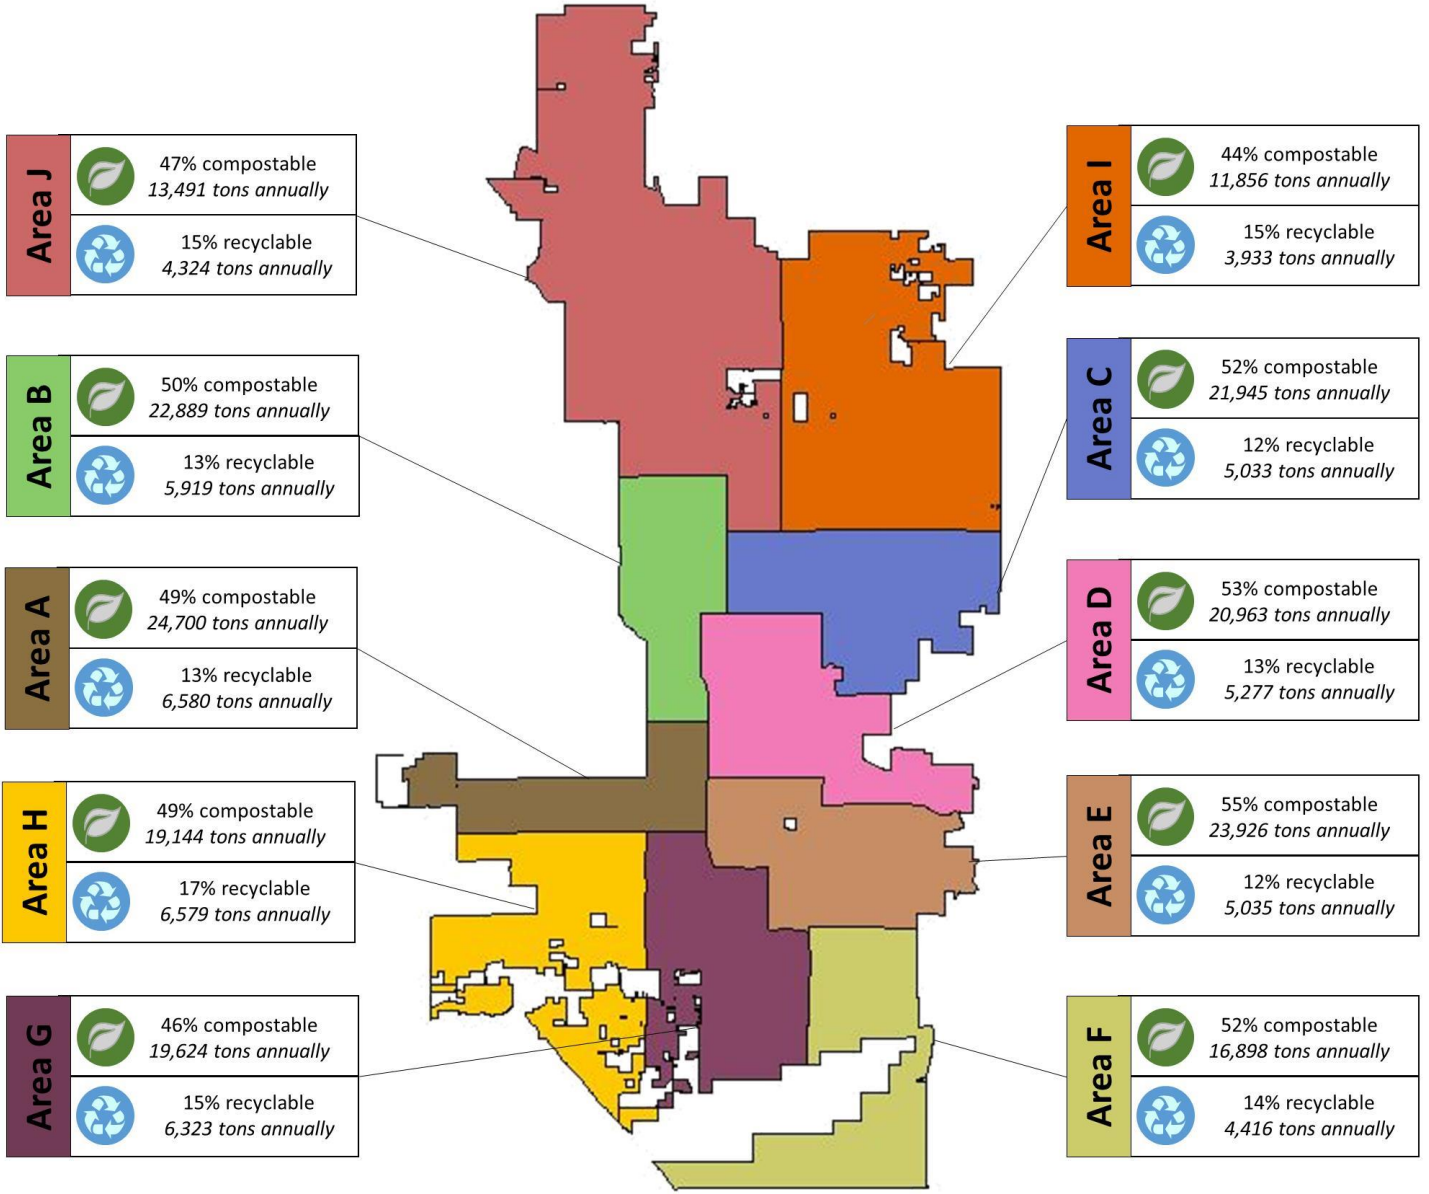 Area J
47% compostable
13,491 tons annually
15% recyclable
4,324 tons annually
Area B
50% compostable
22,889 tons annually
13% recyclable
5,919 tons annually
Area A
49% compostable
24,700 tons annually
13% recyclable
6,580 tons annually
Area H
49% compostable
19,144 tons annually
17% recyclable
6,579 tons annually
Area G
46% compostable
19,624 tons annually
15% recyclable
6,323 tons annually
Area I
44% compostable
11,856 tons annually
15% recyclable
3,933 tons annually
Area C
52% compostable
21,945 tons annually
12% recyclable
5,033 tons annually
Area D
53% compostable
20,963 tons annually
13% recyclable
5,277 tons annually
Area E
55% compostable
23,926 tons annually
12% recyclable
5,035 tons annually
Area F
52% compostable
16,898 tons annually
14% recyclable
4,416 tons annually